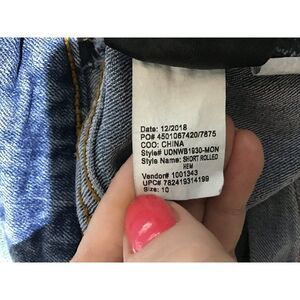 Date: 12/2018
PO# 4501067420/7875
COO: CHINA
Style# UDNWB1930-MON
Style Name: SHORT ROLLED
HEM
Vendor# 1001343
UPC# 782419314199
Size: 10